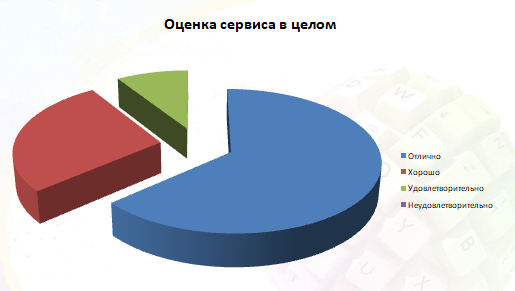 Оценка сервиса в целом
Отлично
Хорошо
Удовлетворительно
Неудовлетворительно